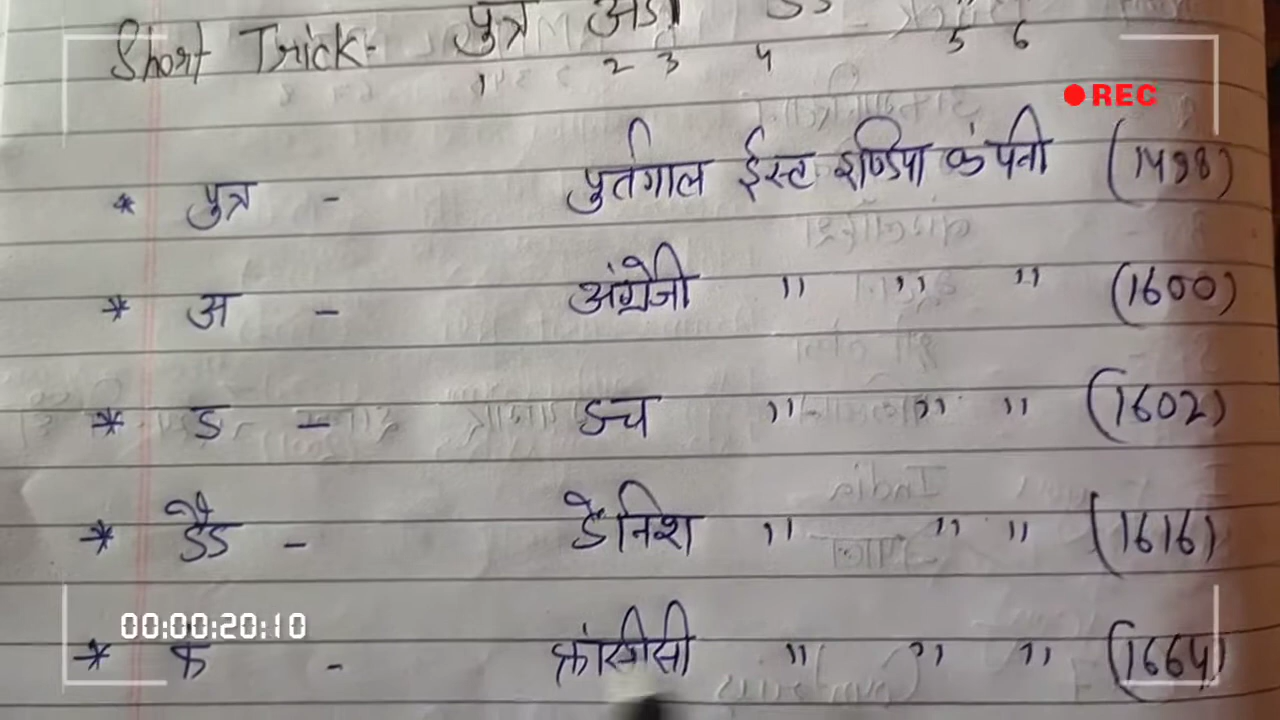 Short Trick- पुत्र अड
1 2 3 4 5 6
REC
* पुत्र - पुर्तगाल ईस्ट इण्डिया कंपनी (1498)
* अ - अंग्रेजी " " " (1600)
* ड - डच " " " (1602)
* डैड - डेनिश " " " (1616)
00:00:20:10
* फ - फ्रांसीसी " " " (1664)